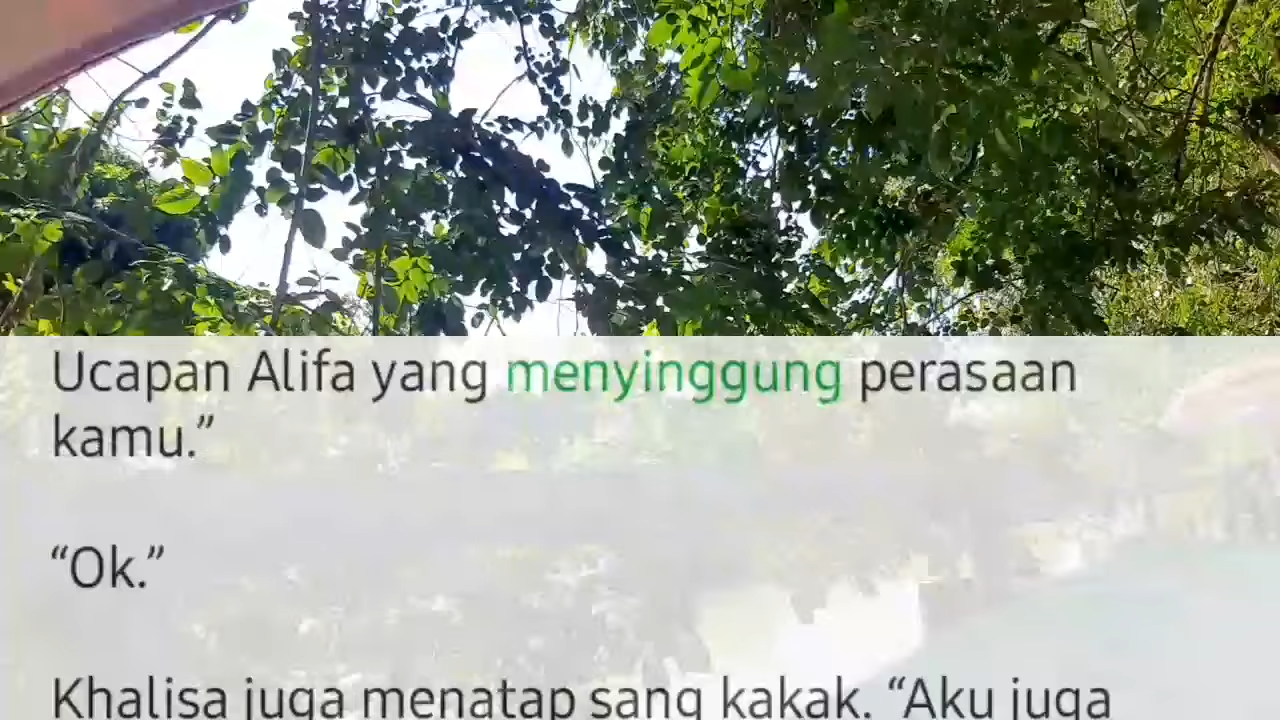 Ucapan Alifa yang menyinggung perasaan
kamu.”
“Ok.”
Khalisa juga menatap sang kakak. “Aku juga